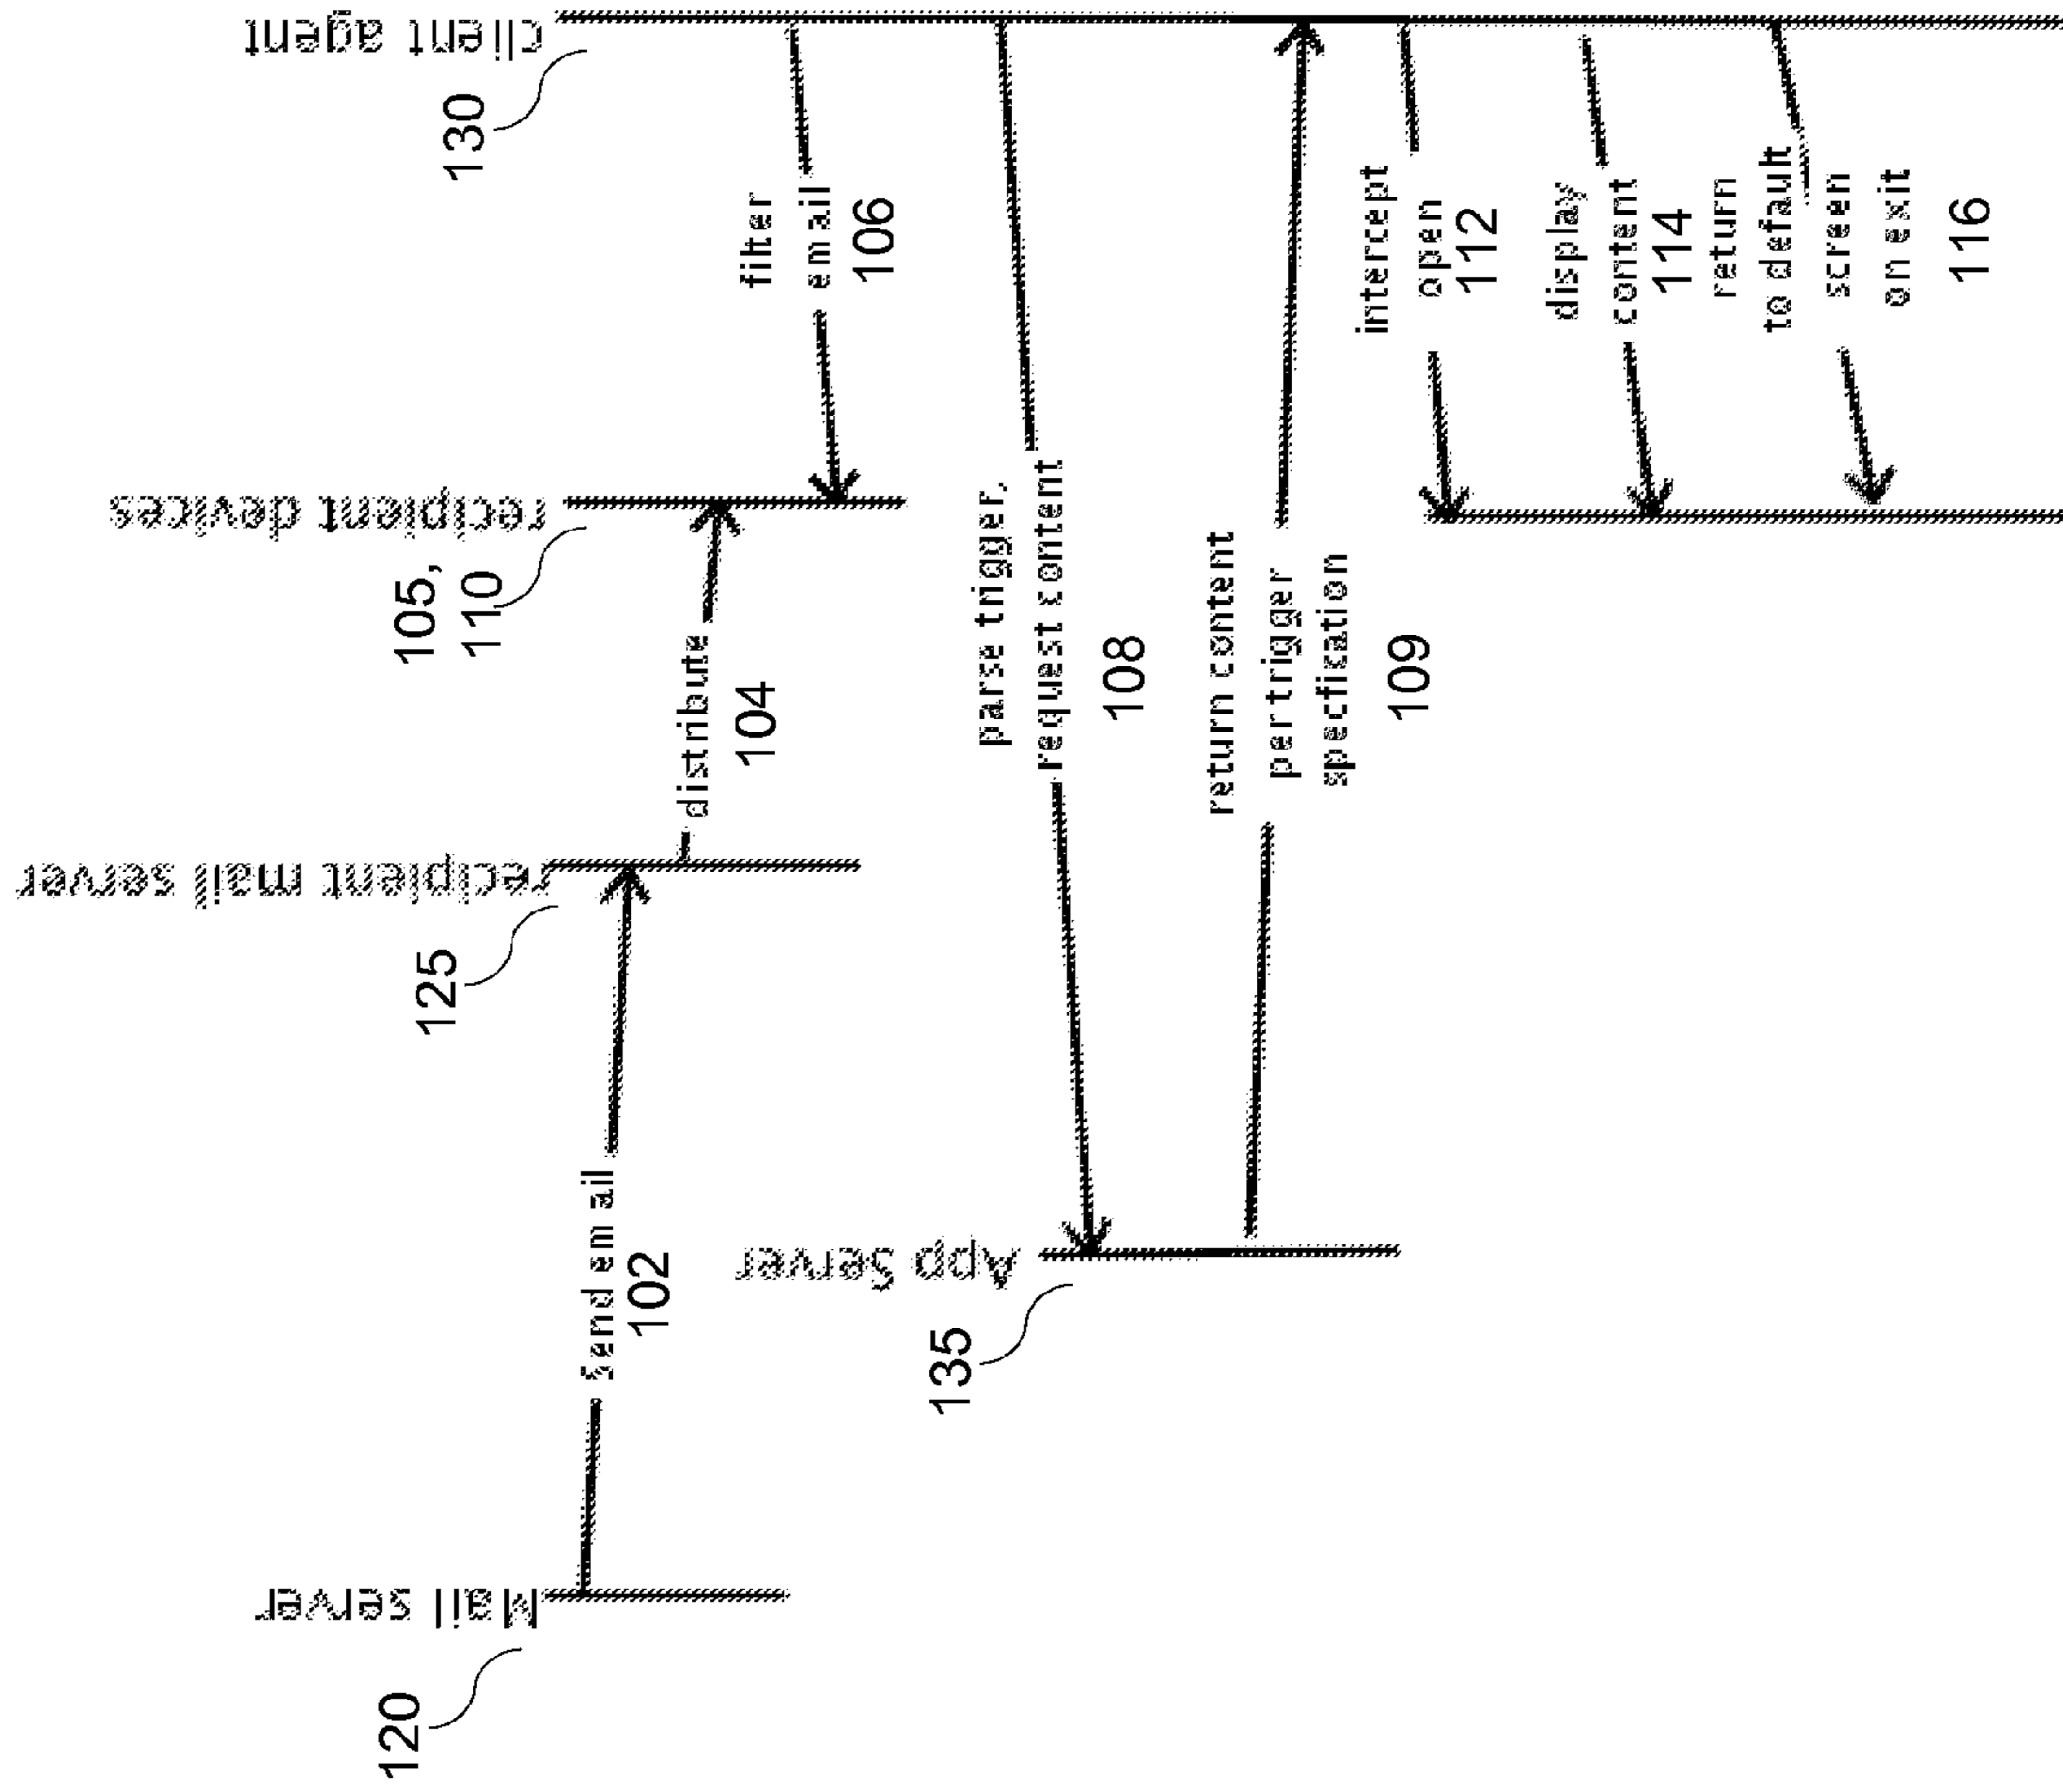 120
Mail server
125
recipient mail server
105,
110
recipient devices
130
client agent
Send email
102
distribute
104
filter
email
106
135
App Server
parse trigger,
request content
108
return content
per trigger
specfication
109
intercept
open
112
display
content
114
return
to default
screen
on exit
116